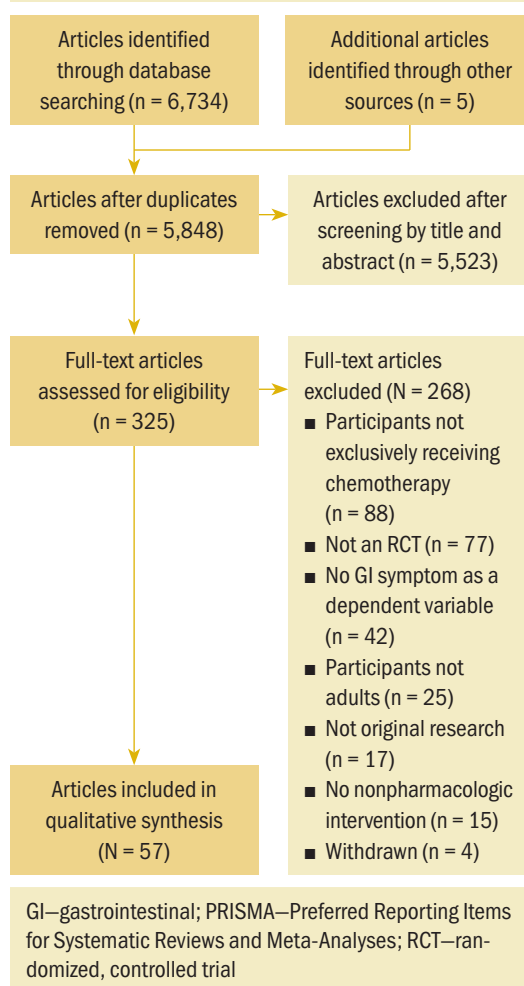 Articles identified
through database
searching (n = 6,734)
Additional articles
identified through other
sources (n = 5)
Articles after duplicates
removed (n = 5,848)
Articles excluded after
screening by title and
abstract (n = 5,523)
Full-text articles
assessed for eligibility
(n = 325)
Full-text articles
excluded (N = 268)
■ Participants not
exclusively receiving
chemotherapy
(n = 88)
■ Not an RCT (n = 77)
■ No GI symptom as a
dependent variable
(n = 42)
■ Participants not
adults (n = 25)
■ Not original research
(n = 17)
■ No nonpharmacologic
intervention (n = 15)
■ Withdrawn (n = 4)
Articles included in
qualitative synthesis
(N = 57)
GI—gastrointestinal; PRISMA—Preferred Reporting Items
for Systematic Reviews and Meta-Analyses; RCT—ran-
domized, controlled trial